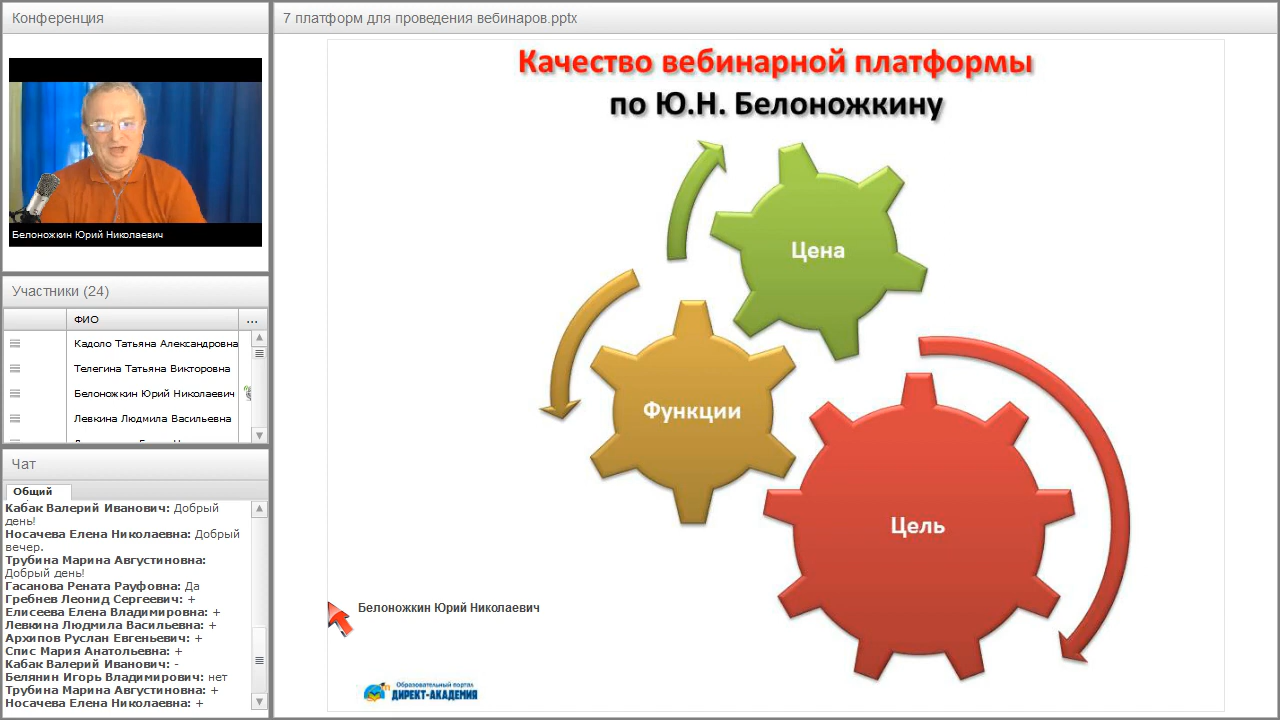 Конференция
Белоножкин Юрий Николаевич
Участники (24)
ФИО
...
Кадоло Татьяна Александровна
Телегина Татьяна Викторовна
Белоножкин Юрий Николаевич
Левкина Людмила Васильевна
Чат
Общий
Кабак Валерий Иванович: Добрый
день!
Носачева Елена Николаевна: Добрый
вечер.
Трубина Марина Августиновна:
Добрый день!
Гасанова Рената Рауфовна: Да
Гребнев Леонид Сергеевич: +
Елисеева Елена Владимировна: +
Левкина Людмила Васильевна: +
Архипов Руслан Евгеньевич: +
Спис Мария Анатольевна: +
Кабак Валерий Иванович: -
Белянин Игорь Владимирович: нет
Трубина Марина Августиновна: +
Носачева Елена Николаевна: +
7 платформ для проведения вебинаров.pptx
Качество вебинарной платформы
по Ю.Н. Белоножкину
Цена
Функции
Цель
Белоножкин Юрий Николаевич
Образовательный портал
ДИРЕКТ-АКАДЕМИЯ